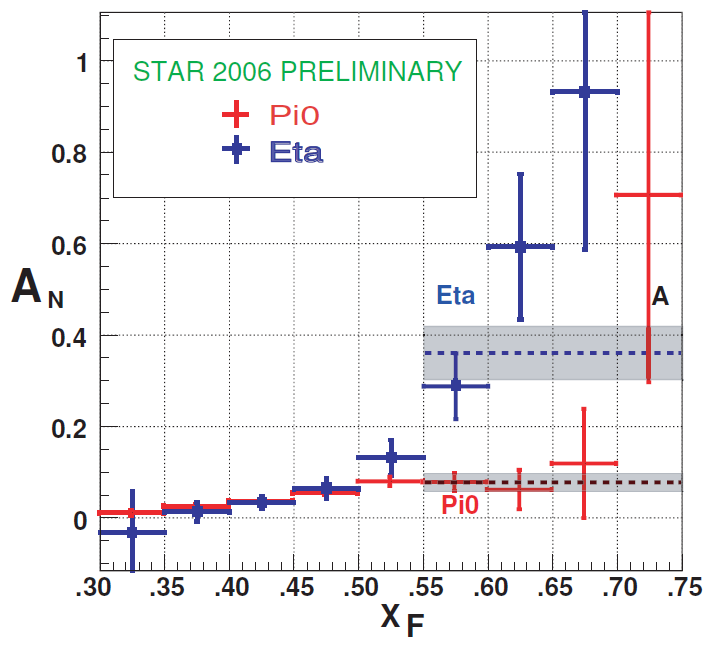 STAR 2006 PRELIMINARY
Pi0
Eta
1
0.8
0.6
0.4
0.2
0
A N
Eta
A
Pi0
.30 .35 .40 .45 .50 .55 .60 .65 .70 .75
X F